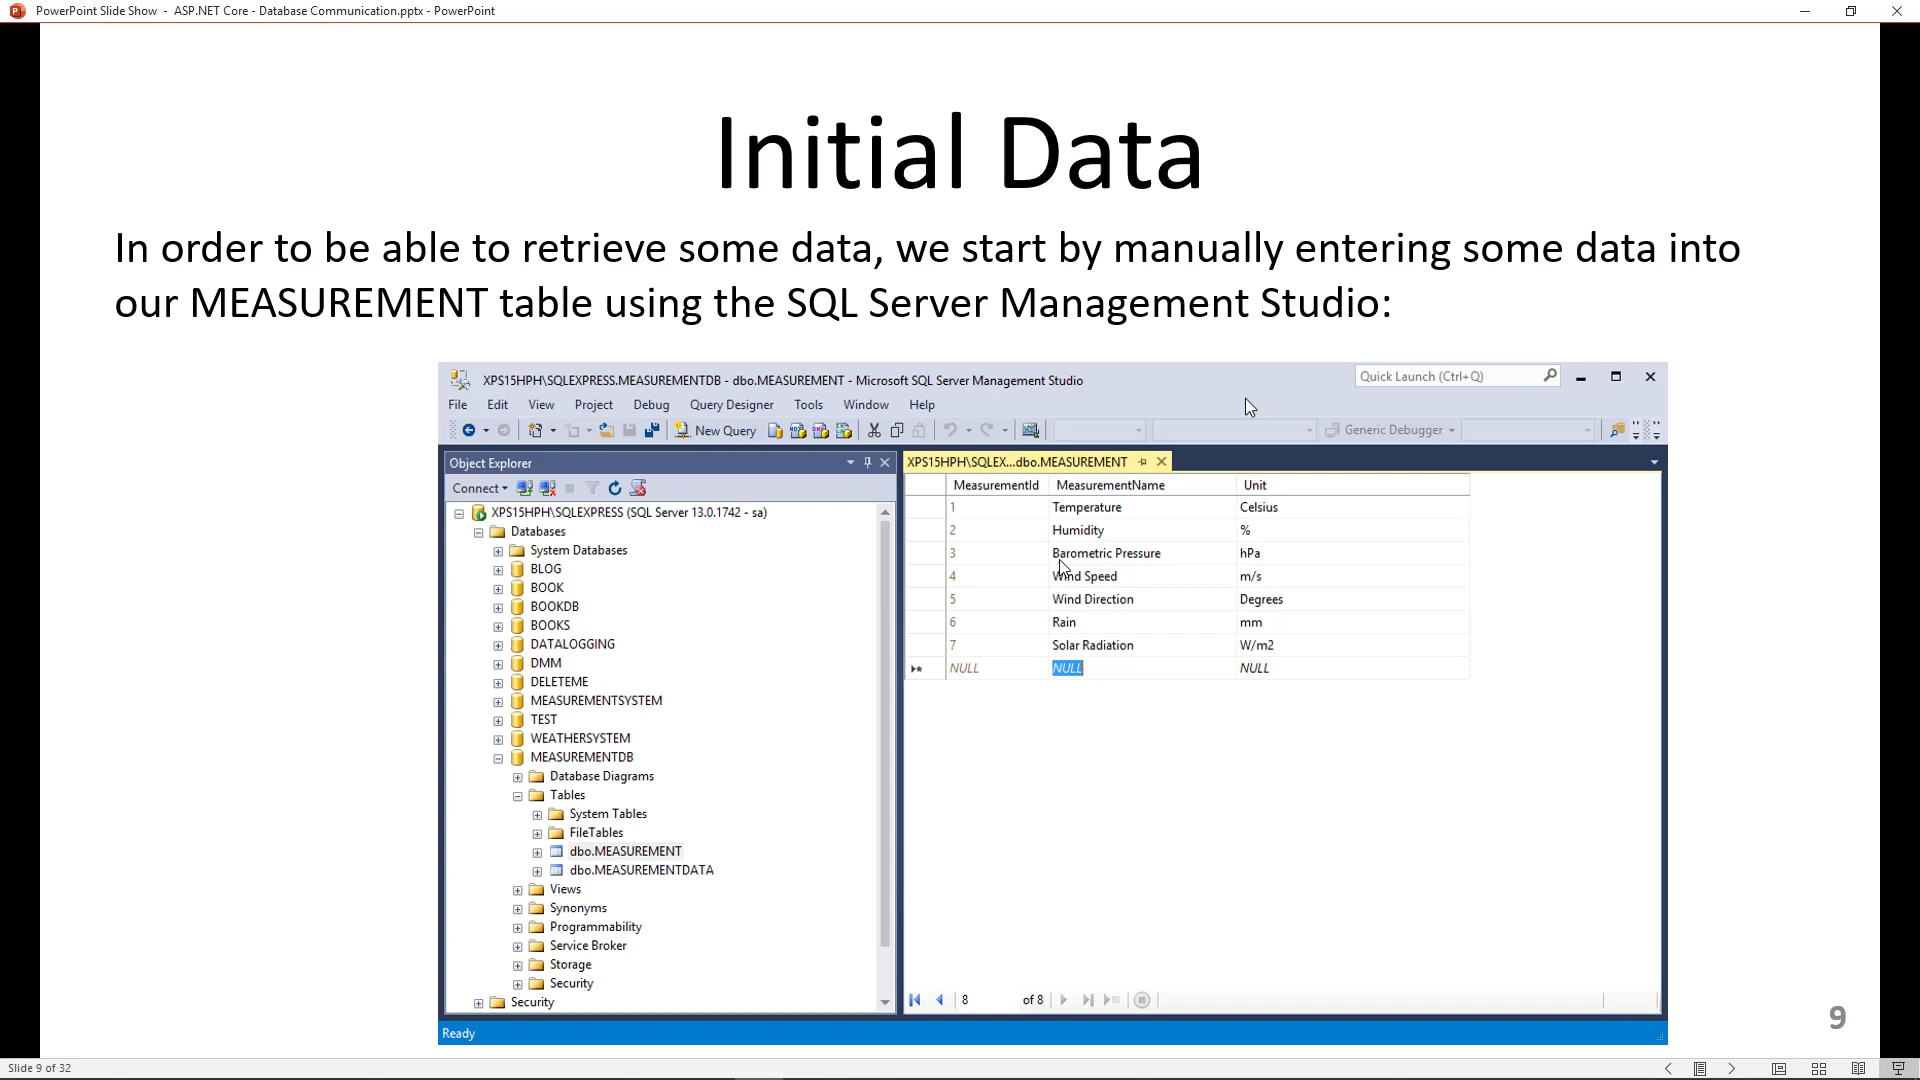 PowerPoint Slide Show - ASP.NET Core - Database Communication.pptx - PowerPoint
Initial Data
In order to be able to retrieve some data, we start by manually entering some data into
our MEASUREMENT table using the SQL Server Management Studio:
XPS15HPH\SQLEXPRESS.MEASUREMENTDB - dbo.MEASUREMENT - Microsoft SQL Server Management Studio
Quick Launch (Ctrl+Q)
File Edit View Project Debug Query Designer Tools Window Help
New Query Generic Debugger
Object Explorer
Connect
XPS15HPH\SQLEXPRESS (SQL Server 13.0.1742 - sa)
Databases
System Databases
BLOG
BOOK
BOOKDB
BOOKS
DATALOGGING
DMM
DELETEME
MEASUREMENTSYSTEM
TEST
WEATHERSYSTEM
MEASUREMENTDB
Database Diagrams
Tables
System Tables
FileTables
dbo.MEASUREMENT
dbo.MEASUREMENTDATA
Views
Synonyms
Programmability
Service Broker
Storage
Security
Security
XPS15HPH\SQLEX...dbo.MEASUREMENT
MeasurementId MeasurementName Unit
1 Temperature Celsius
2 Humidity %
3 Barometric Pressure hPa
4 Wind Speed m/s
5 Wind Direction Degrees
6 Rain mm
7 Solar Radiation W/m2
NULL NULL NULL
8 of 8
Ready
9
Slide 9 of 32